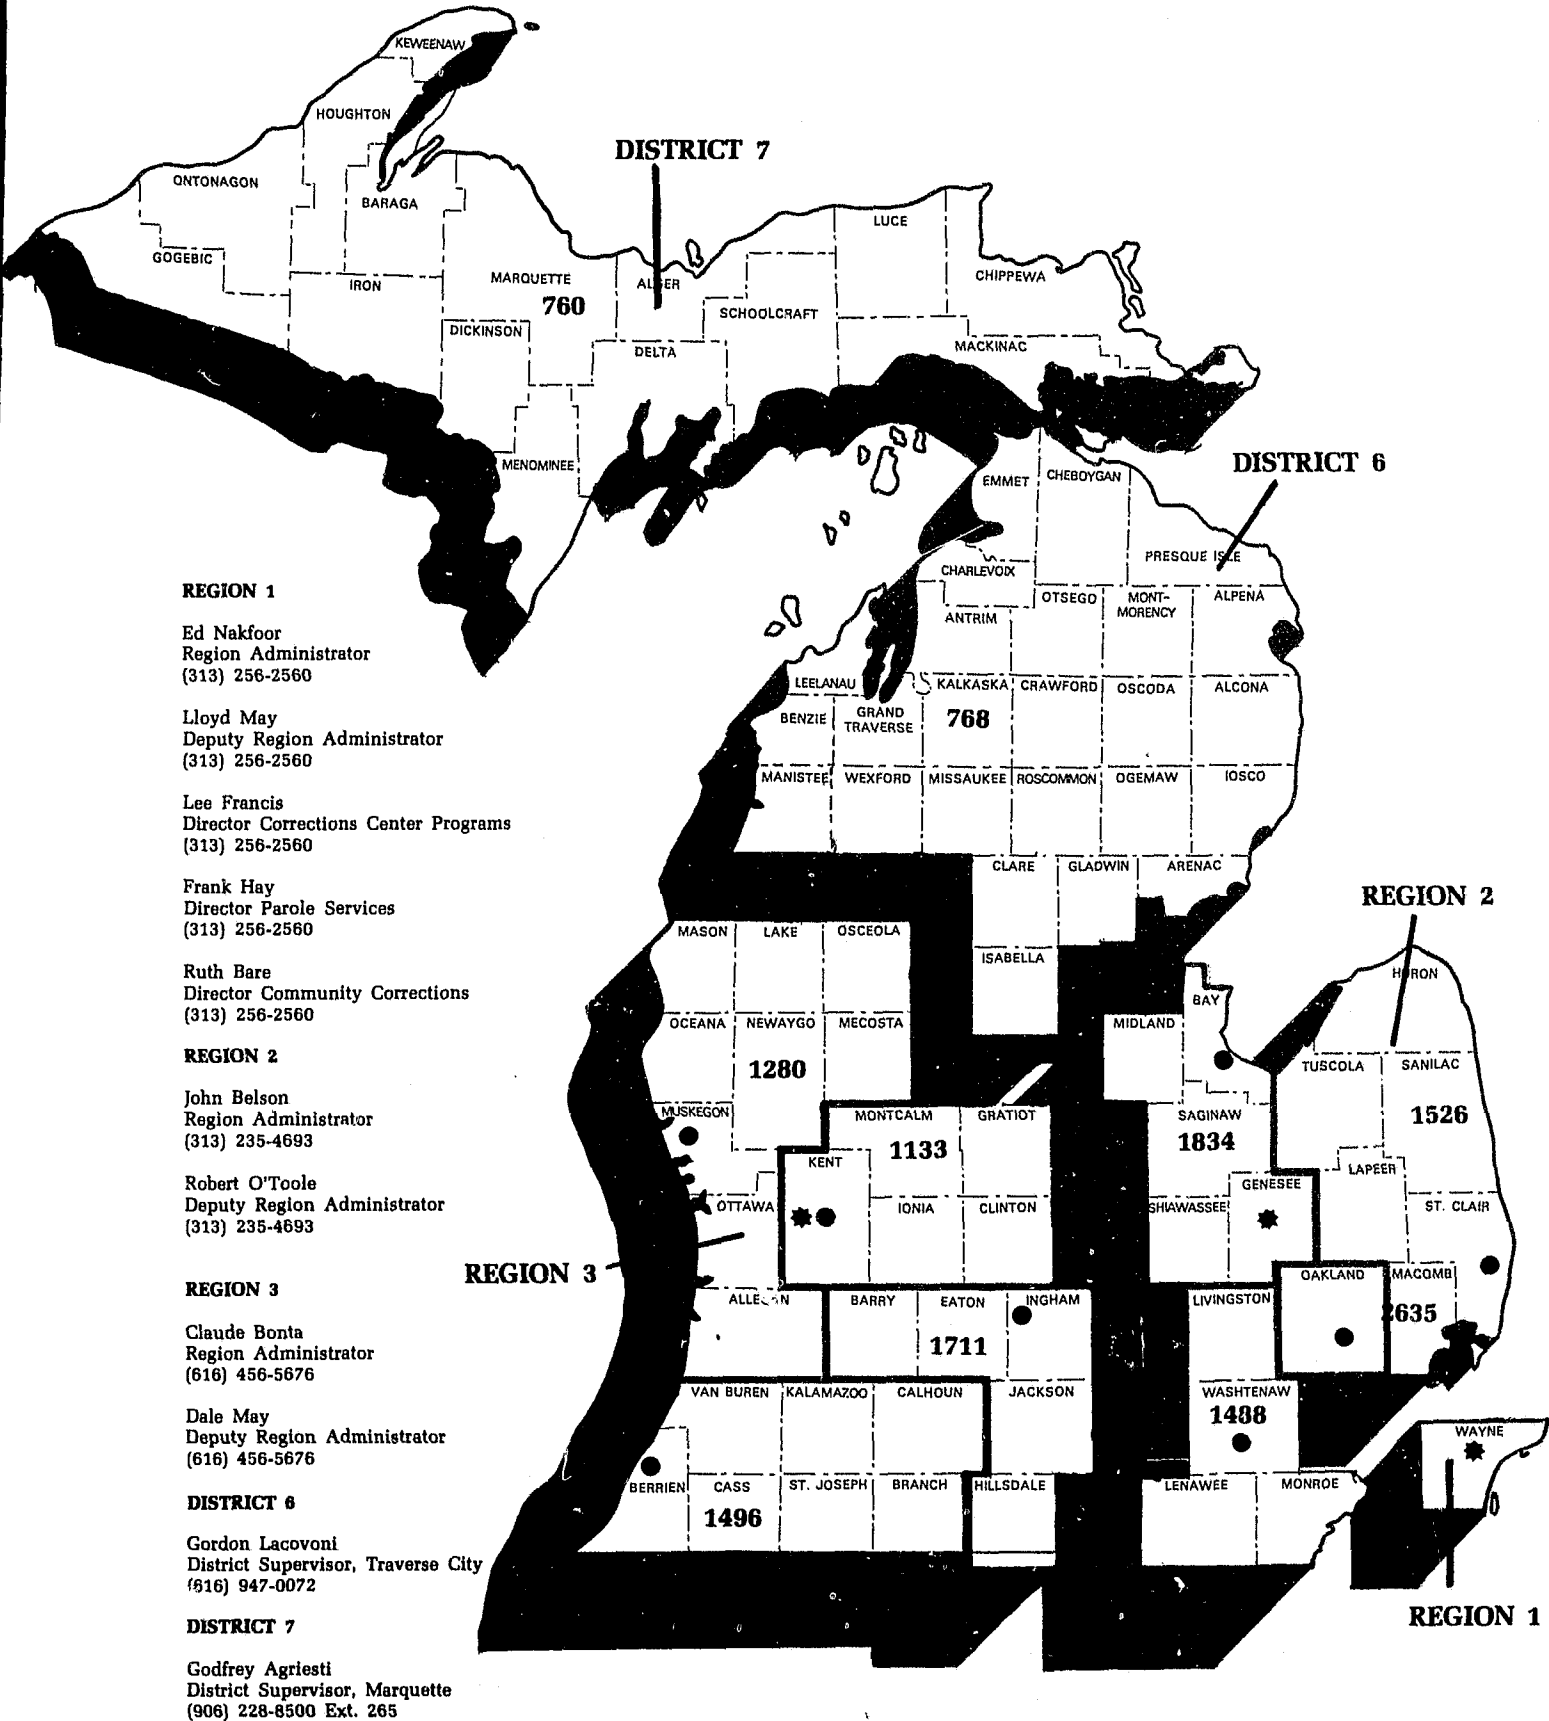 KEWEENAW
HOUGHTON
DISTRICT 7
ONTONAGON
BARAGA
LUCE
GOGEBIC
IRON
MARQUETTE
760
ALGER
CHIPPEWA
SCHOOLCRAFT
DICKINSON
DELTA
MACKINAC
MENOMINEE
DISTRICT 6
EMMET
CHEBOYGAN
PRESQUE ISLE
CHARLEVOIX
OTSEGO
MONT-
MORENCY
ALPENA
ANTRIM
LEELANAU
KALKASKA
CRAWFORD
OSCODA
ALCONA
BENZIE
GRAND
TRAVERSE
768
MANISTEE
WEXFORD
MISSAUKEE
ROSCOMMON
OGEMAW
IOSCO
CLARE
GLADWIN
ARENAC
REGION 2
MASON
LAKE
OSCEOLA
ISABELLA
HURON
BAY
OCEANA
NEWAYGO
MECOSTA
MIDLAND
1280
TUSCOLA
SANILAC
MUSKEGON
MONTCALM
GRATIOT
SAGINAW
1526
1133
1834
KENT
LAPEER
GENESEE
OTTAWA
IONIA
CLINTON
SHIAWASSEE
ST. CLAIR
REGION 3
OAKLAND
MACOMB
ALLEGAN
BARRY
EATON
INGHAM
LIVINGSTON
2635
1711
VAN BUREN
KALAMAZOO
CALHOUN
JACKSON
WASHTENAW
1488
WAYNE
BERRIEN
CASS
ST. JOSEPH
BRANCH
HILLSDALE
LENAWEE
MONROE
1496
REGION 1
REGION 1
Ed Nakfoor
Region Administrator
(313) 256-2560
Lloyd May
Deputy Region Administrator
(313) 256-2560
Lee Francis
Director Corrections Center Programs
(313) 256-2560
Frank Hay
Director Parole Services
(313) 256-2560
Ruth Bare
Director Community Corrections
(313) 256-2560
REGION 2
John Belson
Region Administrator
(313) 235-4693
Robert O'Toole
Deputy Region Administrator
(313) 235-4693
REGION 3
Claude Bonta
Region Administrator
(616) 456-5676
Dale May
Deputy Region Administrator
(616) 456-5676
DISTRICT 6
Gordon Lacovoni
District Supervisor, Traverse City
(616) 947-0072
DISTRICT 7
Godfrey Agriesti
District Supervisor, Marquette
(906) 228-8500 Ext. 265